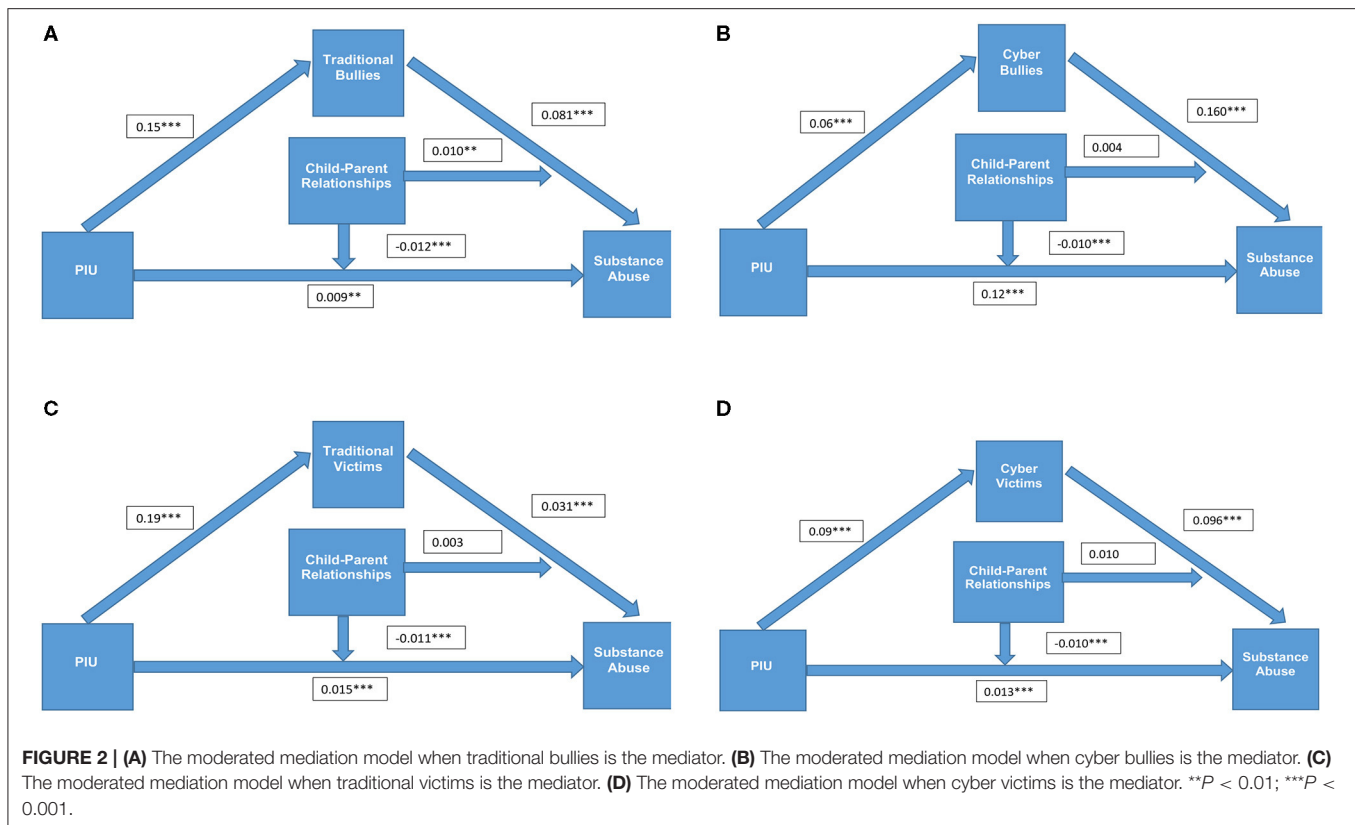 A
Traditional
Bullies
0.15***
0.081***
Child-Parent
Relationships
0.010**
-0.012***
PIU
Substance
Abuse
0.009**
B
Cyber
Bullies
0.06***
0.160***
Child-Parent
Relationships
0.004
-0.010***
PIU
Substance
Abuse
0.12***
C
Traditional
Victims
0.19***
0.031***
Child-Parent
Relationships
0.003
-0.011***
PIU
Substance
Abuse
0.015***
D
Cyber
Victims
0.09***
0.096***
Child-Parent
Relationships
0.010
-0.010***
PIU
Substance
Abuse
0.013***
FIGURE 2 | (A) The moderated mediation model when traditional bullies is the mediator. (B) The moderated mediation model when cyber bullies is the mediator. (C)
The moderated mediation model when traditional victims is the mediator. (D) The moderated mediation model when cyber victims is the mediator. **P < 0.01; ***P <
0.001.